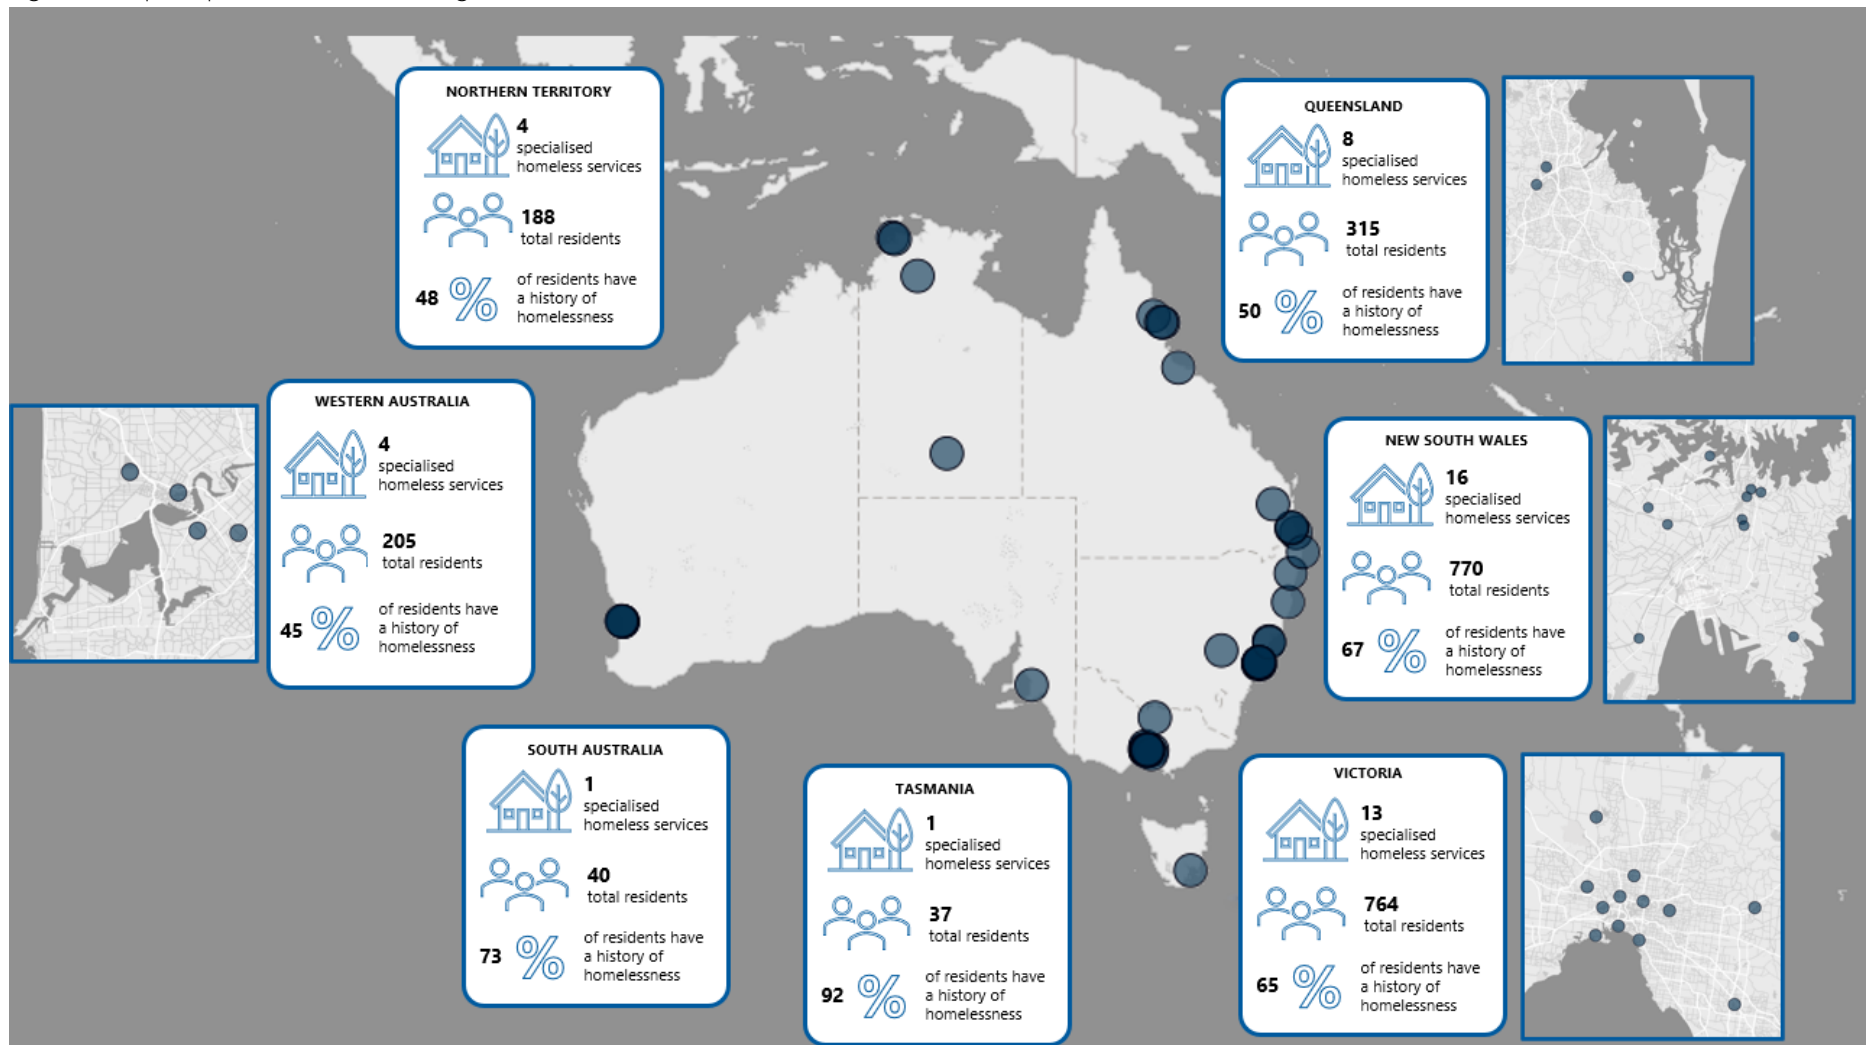 NORTHERN TERRITORY
4
specialised
homeless services
188
total residents
48 %
of residents have
a history of
homelessness
QUEENSLAND
8
specialised
homeless services
315
total residents
50 %
of residents have
a history of
homelessness
WESTERN AUSTRALIA
4
specialised
homeless services
205
total residents
45 %
of residents have
a history of
homelessness
NEW SOUTH WALES
16
specialised
homeless services
770
total residents
67 %
of residents have
a history of
homelessness
SOUTH AUSTRALIA
1
specialised
homeless services
40
total residents
73 %
of residents have
a history of
homelessness
TASMANIA
1
specialised
homeless services
37
total residents
92 %
of residents have
a history of
homelessness
VICTORIA
13
specialised
homeless services
764
total residents
65 %
of residents have
a history of
homelessness